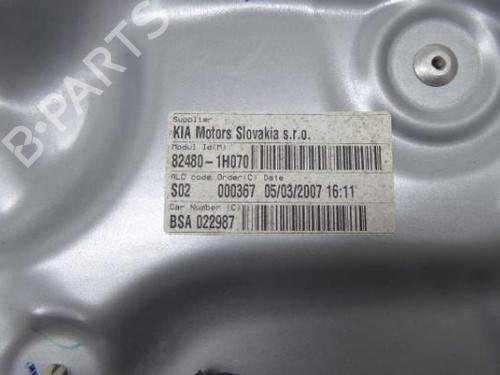 B-PARTS
Supplier
KIA Motors Slovakia s.r.o.
Modul Id(M)
82480-1H070
ALC code Order(C) Date
S02 000367 05/03/2007 16:11
Car Number (C)
BSA 022987